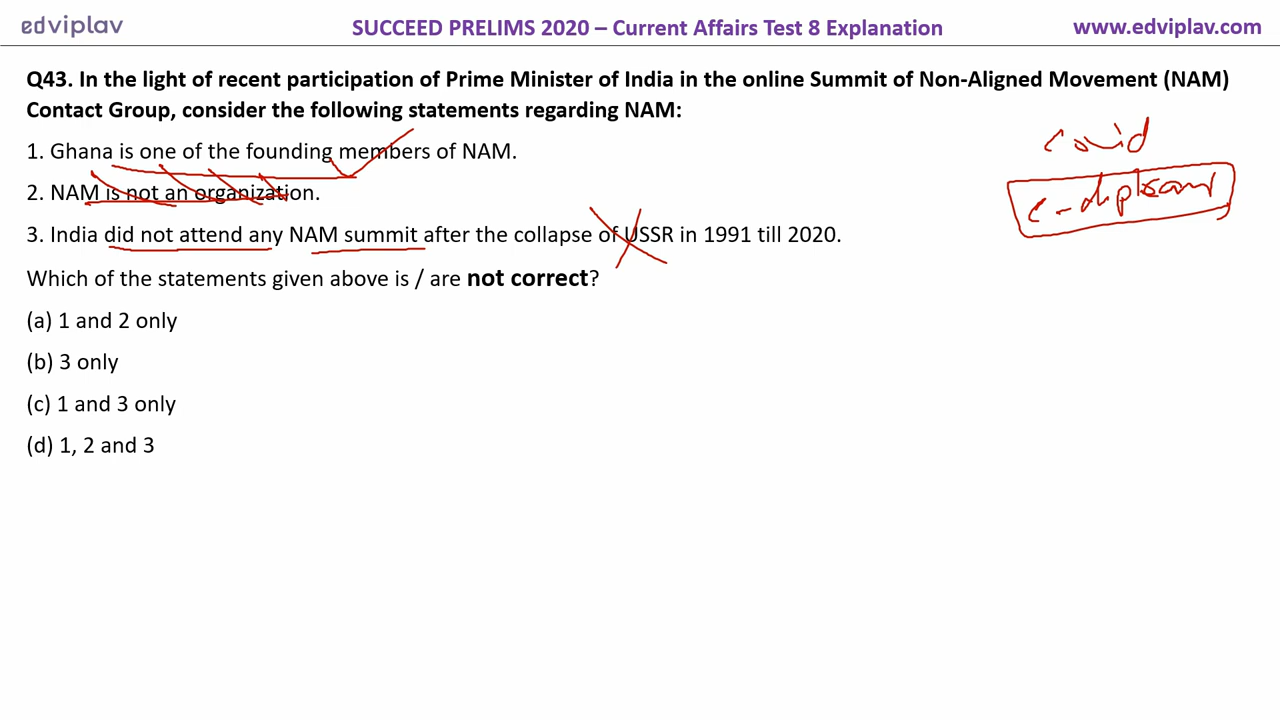 edviplav
SUCCEED PRELIMS 2020 – Current Affairs Test 8 Explanation
www.edviplav.com
Q43. In the light of recent participation of Prime Minister of India in the online Summit of Non-Aligned Movement (NAM)
Contact Group, consider the following statements regarding NAM:
1. Ghana is one of the founding members of NAM.
2. NAM is not an organization.
3. India did not attend any NAM summit after the collapse of USSR in 1991 till 2020.
Which of the statements given above is / are not correct?
(a) 1 and 2 only
(b) 3 only
(c) 1 and 3 only
(d) 1, 2 and 3
Covid